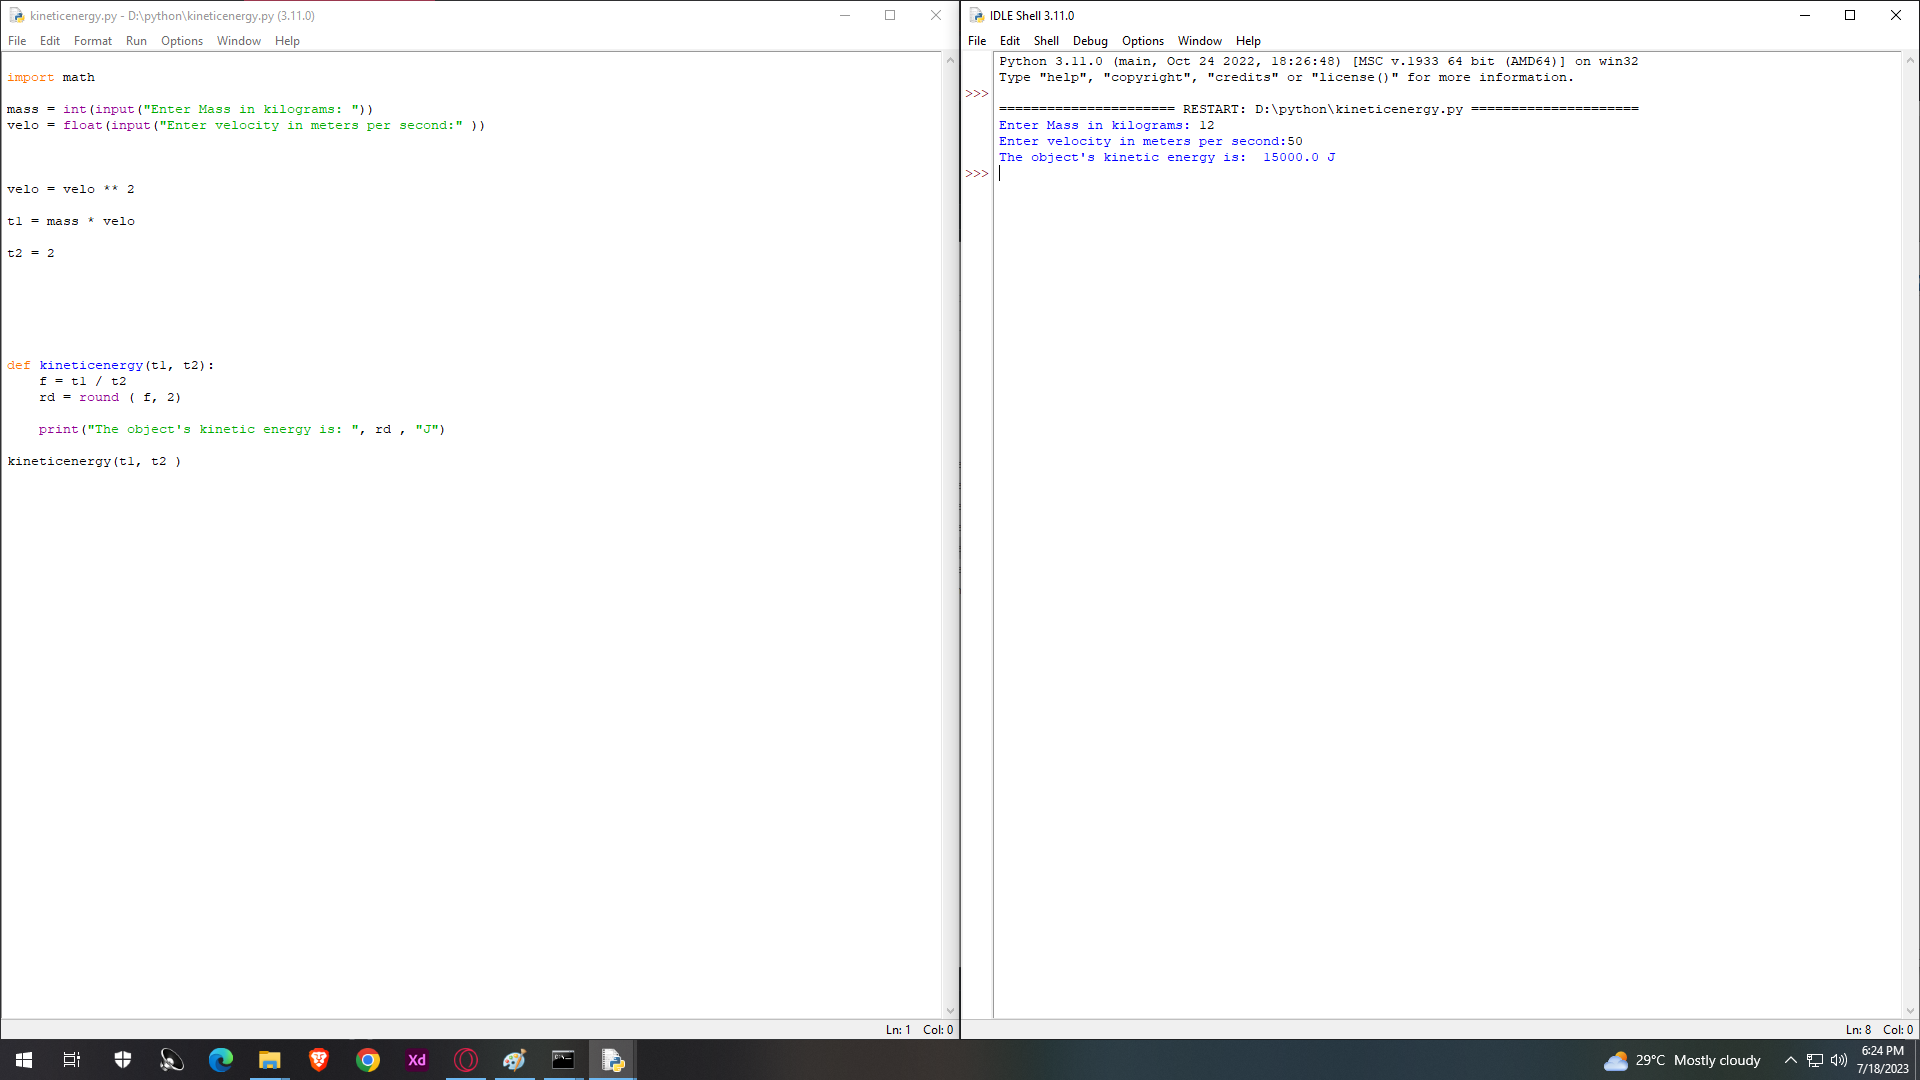 kineticenergy.py - D:\python\kineticenergy.py (3.11.0)
File Edit Format Run Options Window Help
import math
mass = int(input("Enter Mass in kilograms: "))
velo = float(input("Enter velocity in meters per second:" ))
velo = velo ** 2
t1 = mass * velo
t2 = 2
def kineticenergy(t1, t2):
    f = t1 / t2
    rd = round ( f, 2)
    print("The object's kinetic energy is: ", rd , "J")
kineticenergy(t1, t2 )
Ln: 1 Col: 0
IDLE Shell 3.11.0
File Edit Shell Debug Options Window Help
Python 3.11.0 (main, Oct 24 2022, 18:26:48) [MSC v.1933 64 bit (AMD64)] on win32
Type "help", "copyright", "credits" or "license()" for more information.
>>>
====================== RESTART: D:\python\kineticenergy.py =====================
Enter Mass in kilograms: 12
Enter velocity in meters per second:50
The object's kinetic energy is:  15000.0 J
>>>
Ln: 8 Col: 0
Xd
29°C Mostly cloudy
6:24 PM
7/18/2023